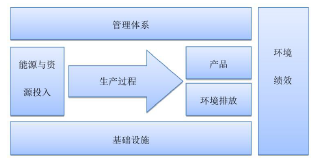 管理体系
能源与资
源投入
生产过程
产品
环境排放
基础设施
环境
绩效